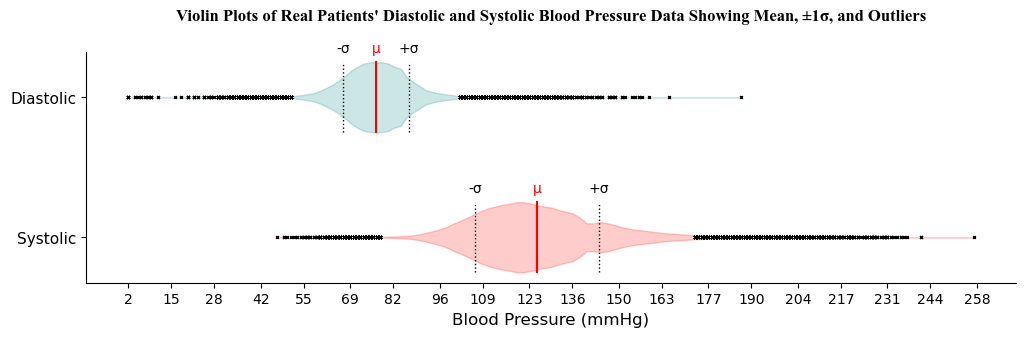 Violin Plots of Real Patients' Diastolic and Systolic Blood Pressure Data Showing Mean, ±1σ, and Outliers
-σ μ +σ
Diastolic
-σ μ +σ
Systolic
2 15 28 42 55 69 82 96 109 123 136 150 163 177 190 204 217 231 244 258
Blood Pressure (mmHg)